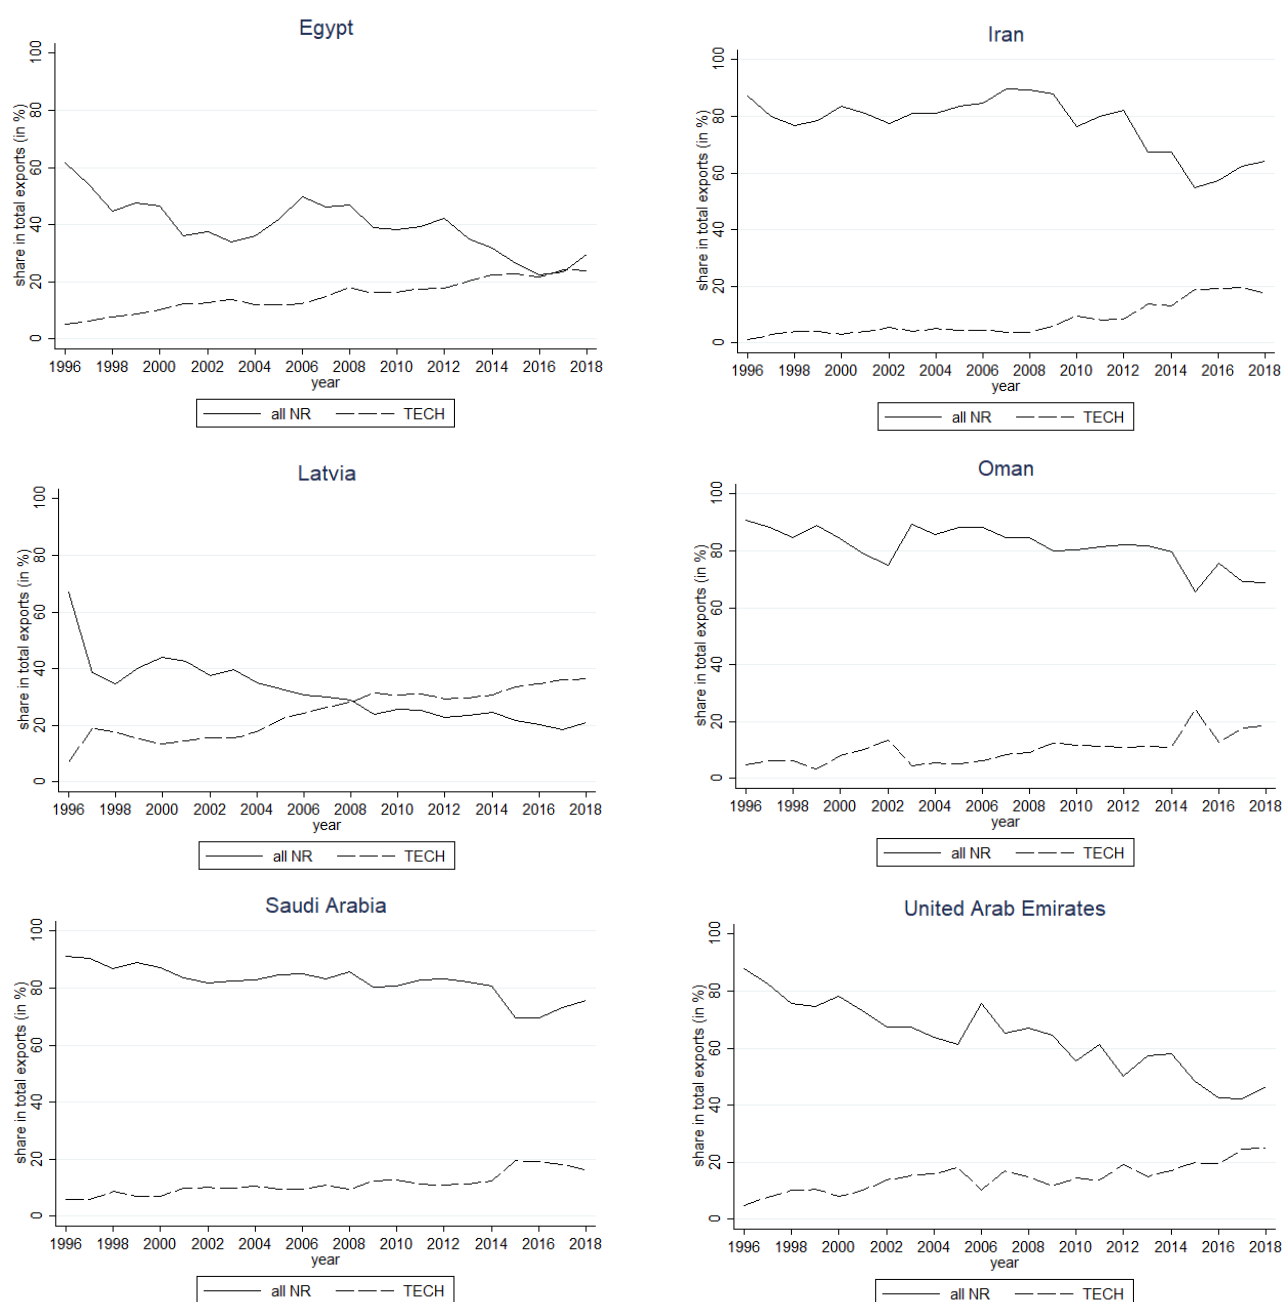 Egypt
share in total exports (in %)
100
80
60
40
20
0
1996 1998 2000 2002 2004 2006 2008 2010 2012 2014 2016 2018
year
all NR TECH
Iran
share in total exports (in %)
100
80
60
40
20
0
1996 1998 2000 2002 2004 2006 2008 2010 2012 2014 2016 2018
year
all NR TECH
Latvia
share in total exports (in %)
100
80
60
40
20
0
1996 1998 2000 2002 2004 2006 2008 2010 2012 2014 2016 2018
year
all NR TECH
Oman
share in total exports (in %)
100
80
60
40
20
0
1996 1998 2000 2002 2004 2006 2008 2010 2012 2014 2016 2018
year
all NR TECH
Saudi Arabia
share in total exports (in %)
100
80
60
40
20
0
1996 1998 2000 2002 2004 2006 2008 2010 2012 2014 2016 2018
year
all NR TECH
United Arab Emirates
share in total exports (in %)
100
80
60
40
20
0
1996 1998 2000 2002 2004 2006 2008 2010 2012 2014 2016 2018
year
all NR TECH